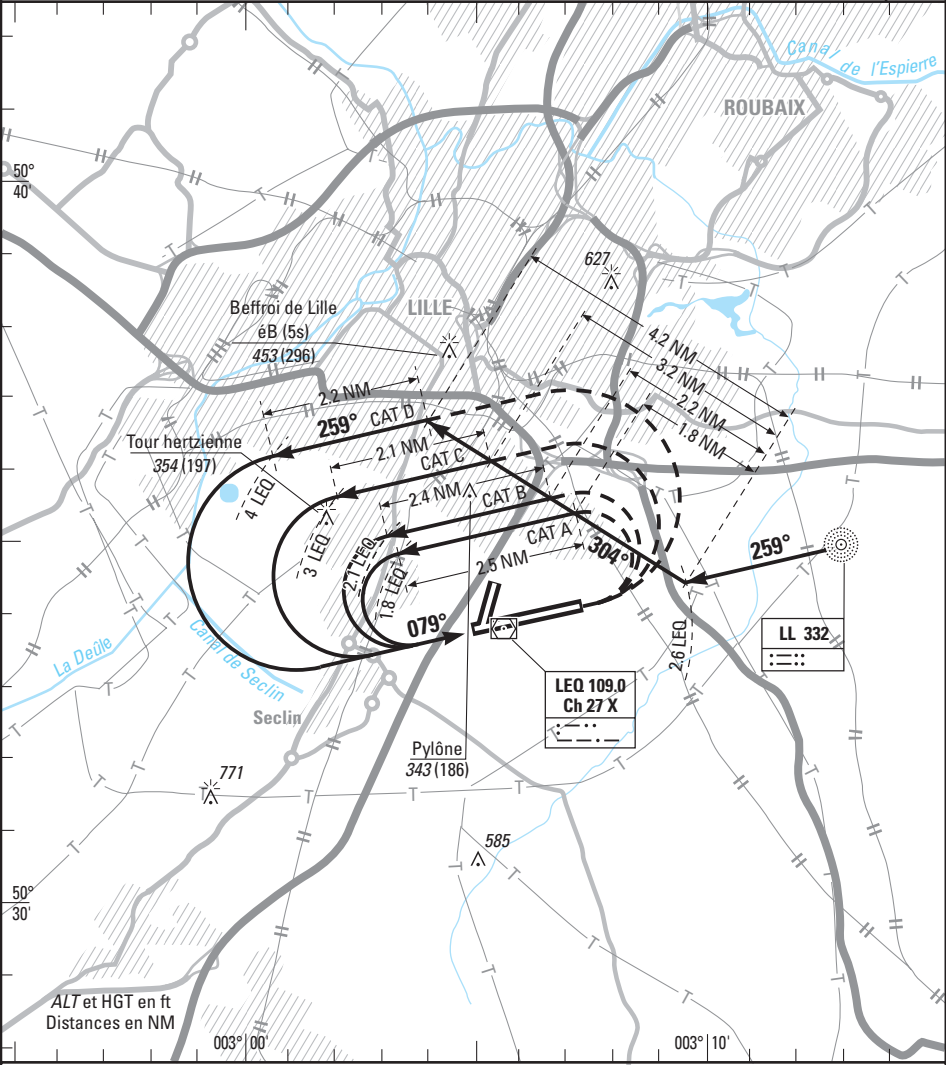 Canal
de l'Espierre
ROUBAIX
50°
40'
627
Beffroi de Lille
éB (5s)
453 (296)
LILLE
4.2 NM
3.2 NM
2.2 NM
1.8 NM
2.2 NM
259°
CAT D
Tour hertzienne
354 (197)
2.1 NM
CAT C
4 LEQ
2.4 NM
CAT B
3 LEQ
CAT A
2.1 LEQ
2.5 NM
304°
259°
1.8 LEQ
079°
LL 332
2.6 LEQ
La Deûle
Canal de Seclin
LEQ 109.0
Ch 27 X
Seclin
Pylône
343 (186)
771
585
50°
30'
ALT et HGT en ft
Distances en NM
003° 00'
003° 10'